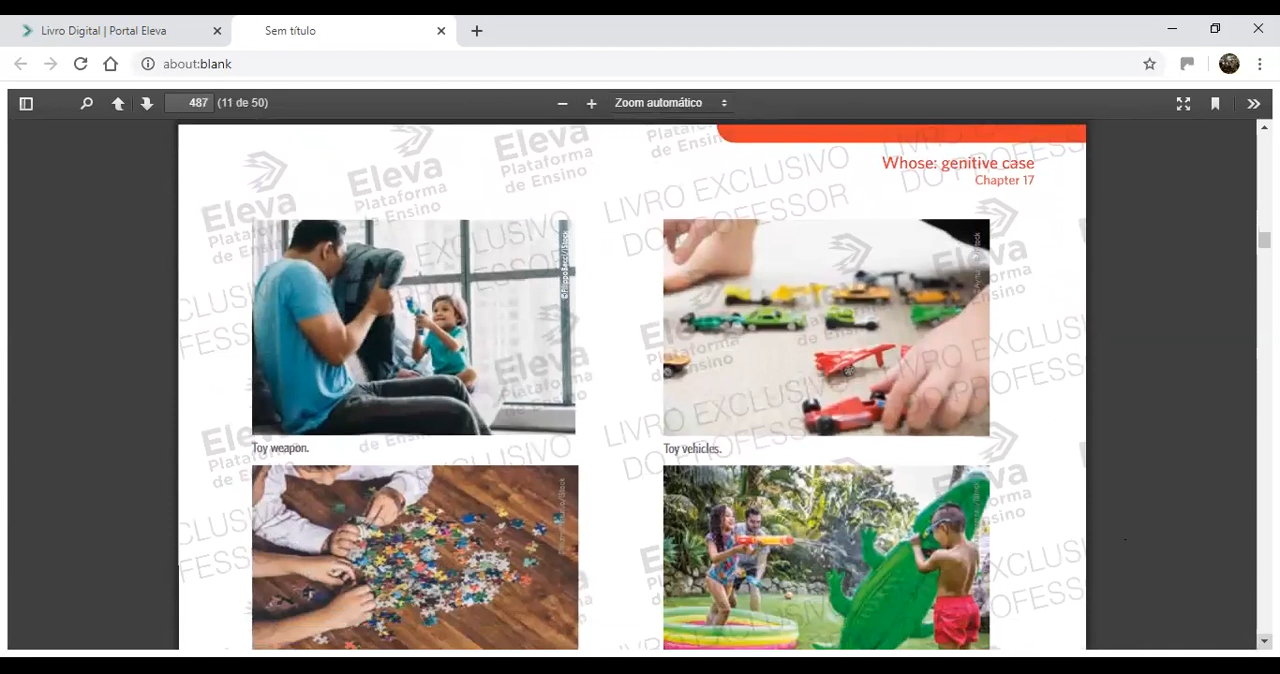 Livro Digital | Portal Eleva
Sem título
about:blank
487 (11 de 50)
Zoom automático
Whose: genitive case
Chapter 17
Eleva
Plataforma
de Ensino
LIVRO EXCLUSIVO
DO PROFESSOR
Toy weapon.
Toy vehicles.